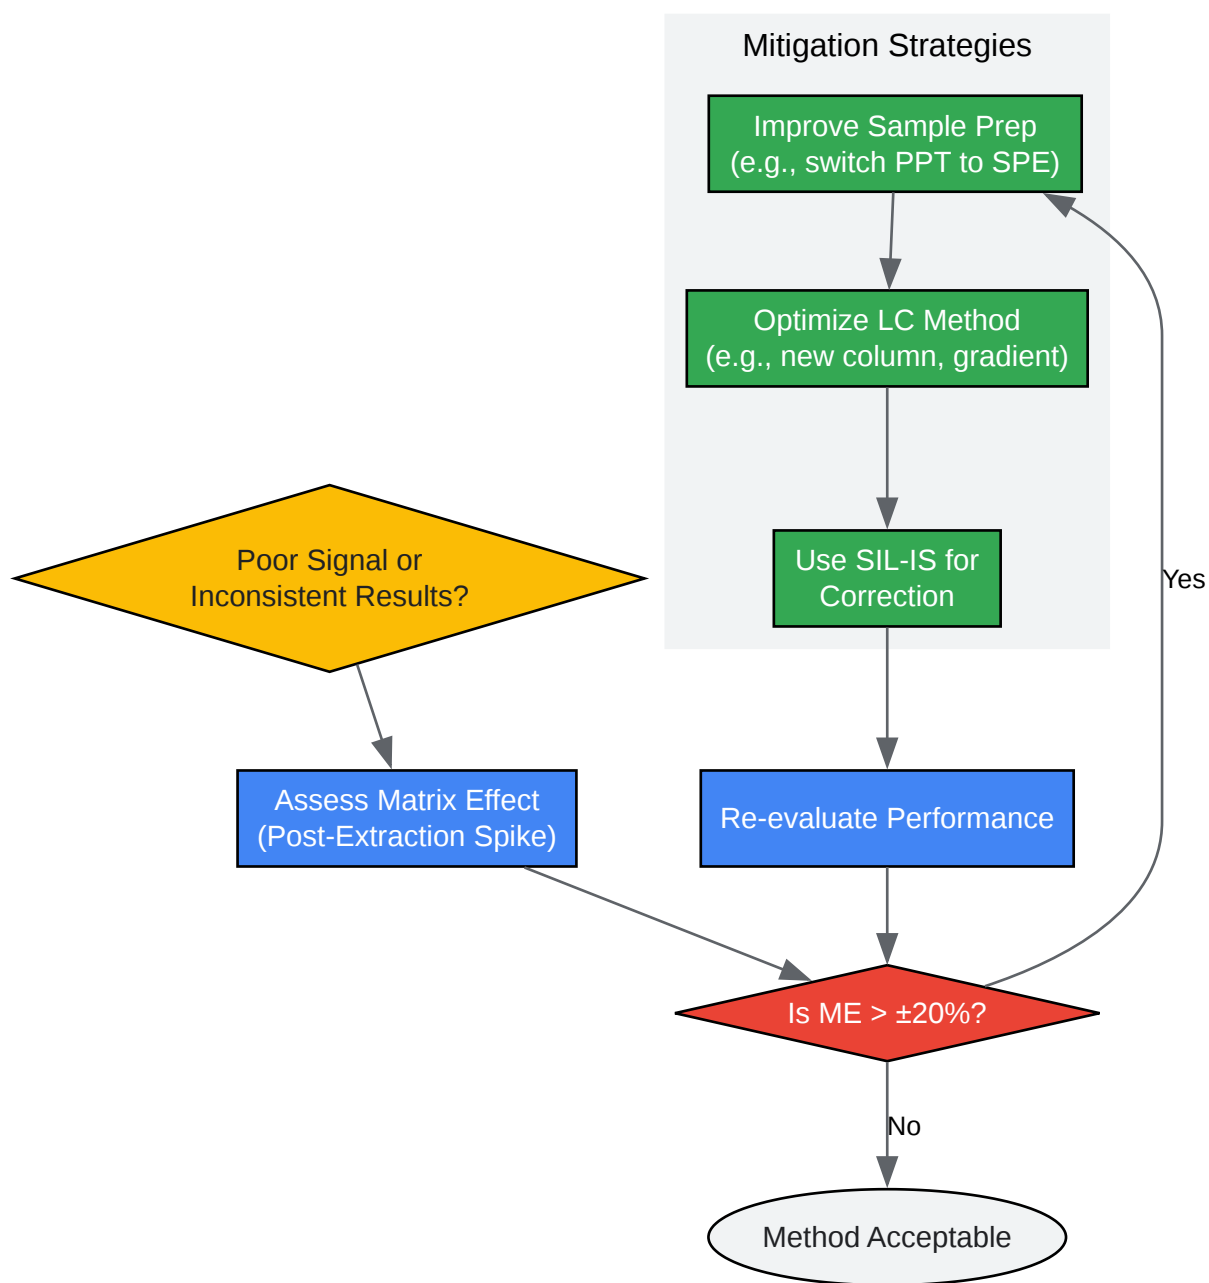 Mitigation Strategies
Improve Sample Prep
(e.g., switch PPT to SPE)
Optimize LC Method
(e.g., new column, gradient)
Use SIL-IS for
Correction
Poor Signal or
Inconsistent Results?
Yes
Assess Matrix Effect
(Post-Extraction Spike)
Re-evaluate Performance
Is ME > ±20%?
No
Method Acceptable